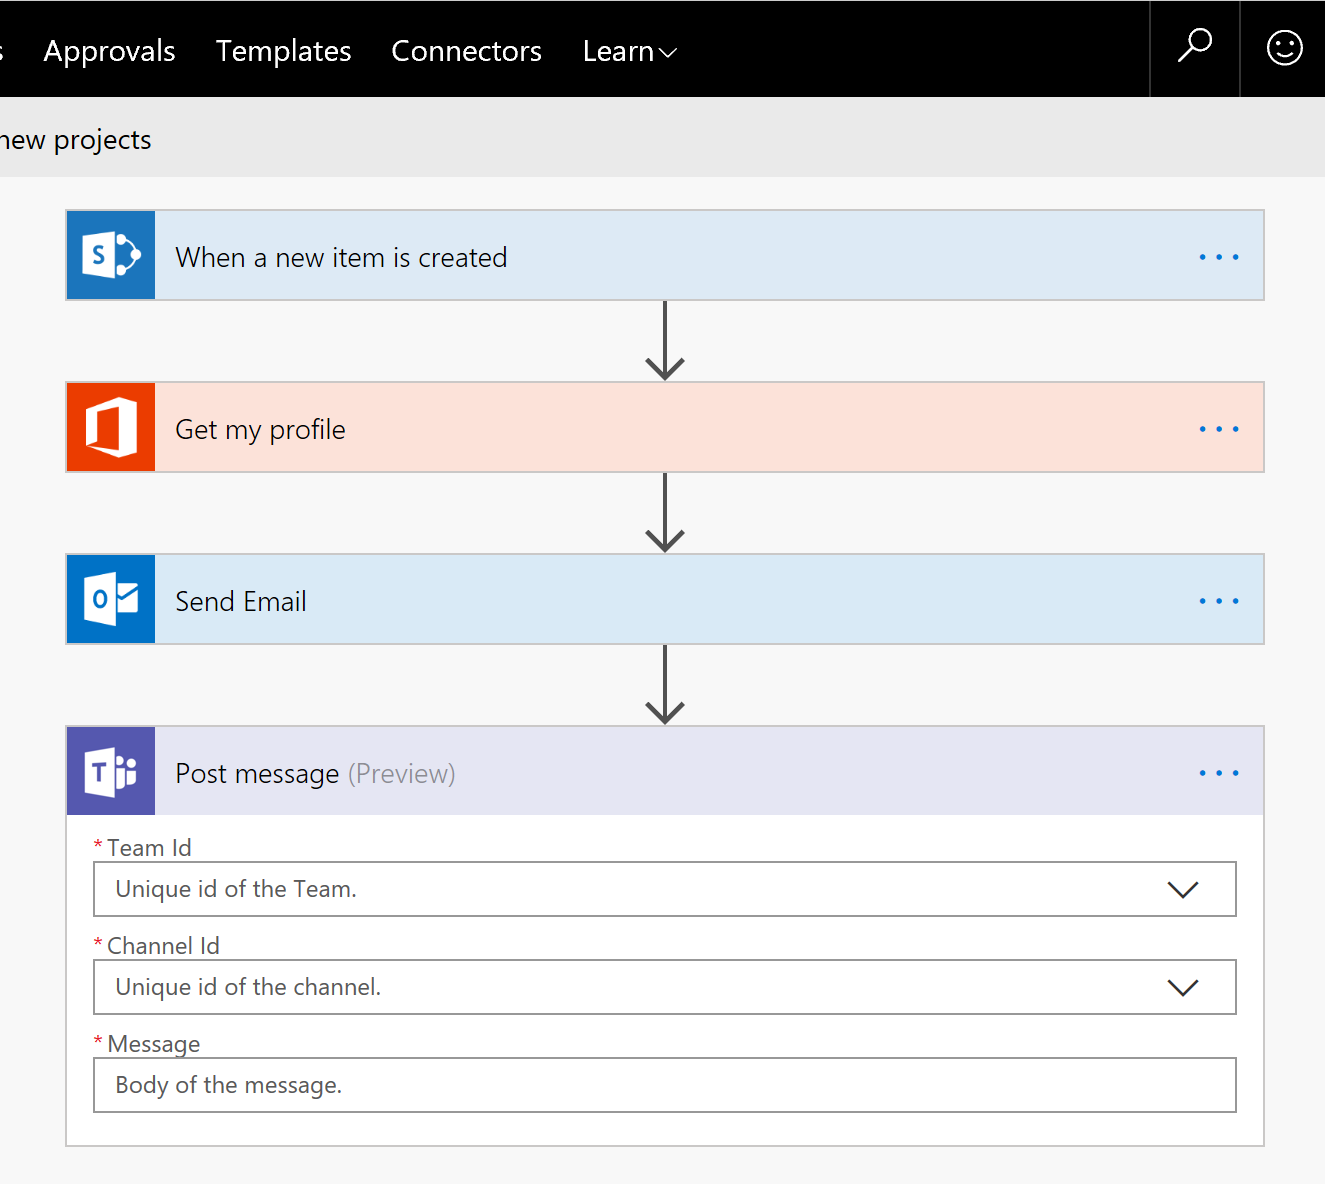 Approvals Templates Connectors Learn
new projects
S
When a new item is created
Get my profile
O
Send Email
T
Post message (Preview)
* Team Id
Unique id of the Team.
* Channel Id
Unique id of the channel.
* Message
Body of the message.